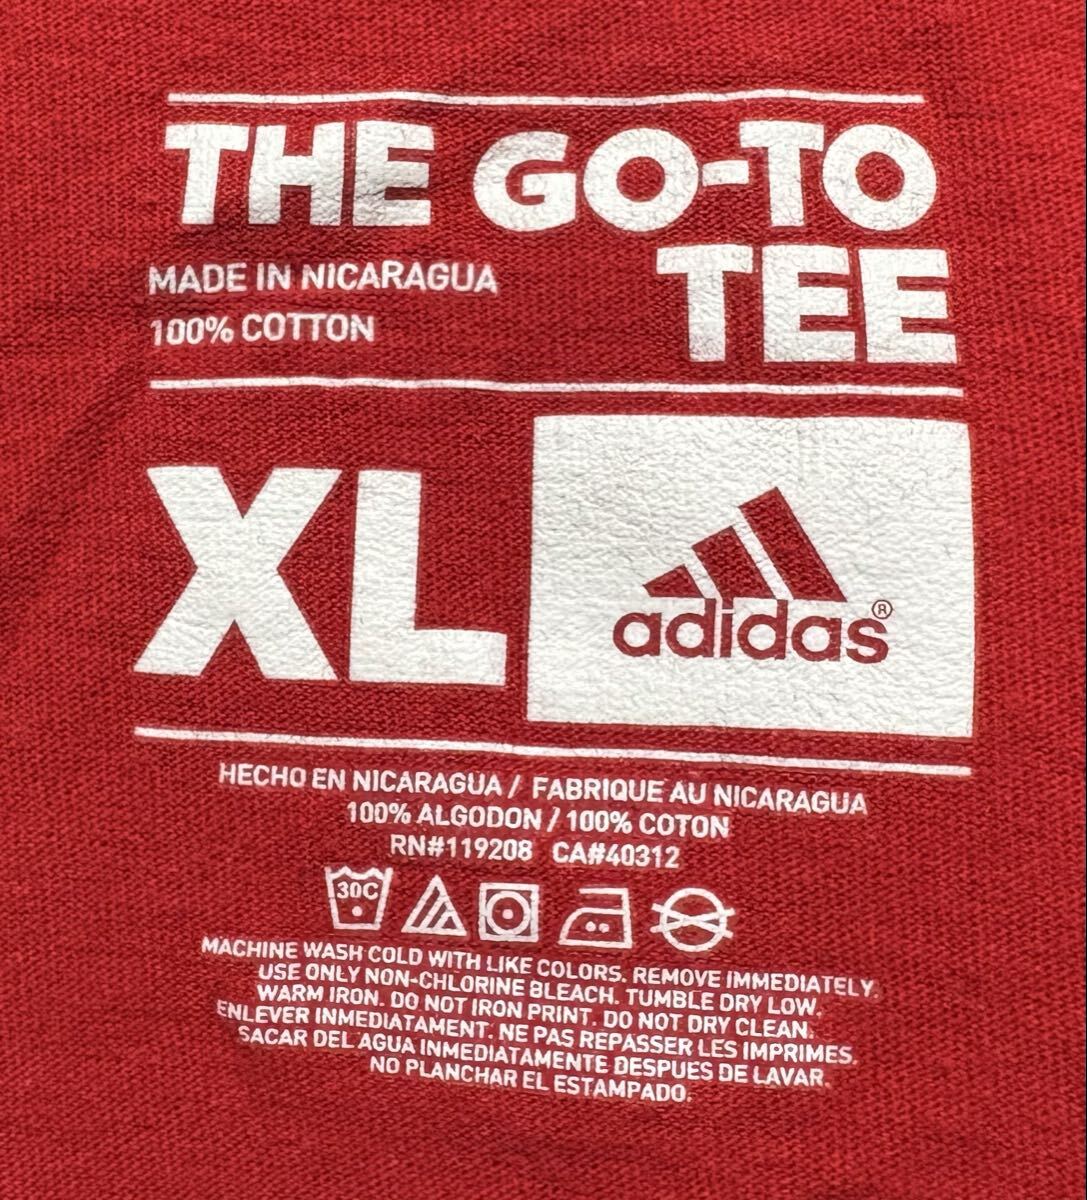 THE GO-TO
TEE
MADE IN NICARAGUA
100% COTTON
XL
adidas®
HECHO EN NICARAGUA / FABRIQUE AU NICARAGUA
100% ALGODON / 100% COTON
RN#119208 CA#40312
30C
MACHINE WASH COLD WITH LIKE COLORS. REMOVE IMMEDIATELY.
USE ONLY NON-CHLORINE BLEACH. TUMBLE DRY LOW.
WARM IRON. DO NOT IRON PRINT. DO NOT DRY CLEAN.
ENLEVER INMEDIATAMENT. NE PAS REPASSER LES IMPRIMES.
SACAR DEL AGUA INMEDIATAMENTE DESPUES DE LAVAR.
NO PLANCHAR EL ESTAMPADO.